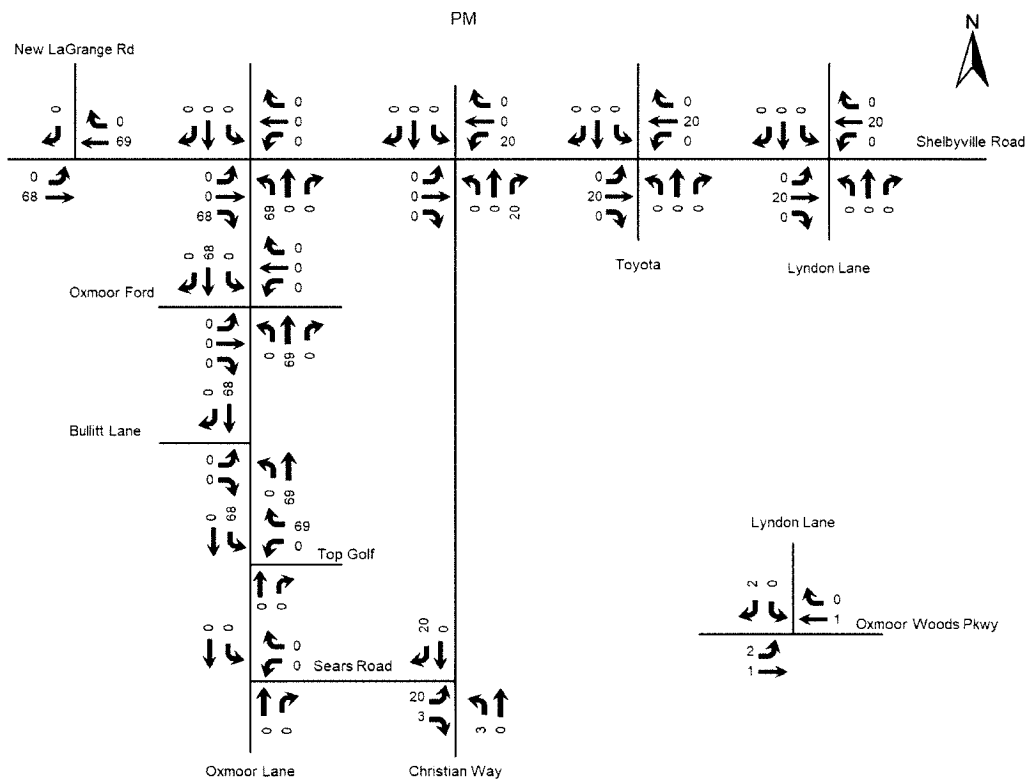 PM
N
New LaGrange Rd
0 0 0 0 0 0 0 0 0 0 0 0 0
0 0 0 0 0
69 0 0 20 20
0 20 0 0
Shelbyville Road
0 0 0 0 0
68 0 0 20 20
68 0 0 0
69 0 0 0 0 20 0 0 0 0 0 0
Toyota
Lyndon Lane
0 68 0 0
0
0
Oxmoor Ford
0
0
0
0 69 0
0 68
Bullitt Lane
0
0
0 69
0 68 69
0
Top Golf
0 0
0 0 0
0
Sears Road
20 0
20
3
0 0
3 0
Oxmoor Lane
Christian Way
Lyndon Lane
2 0 0
1
Oxmoor Woods Pkwy
2
1